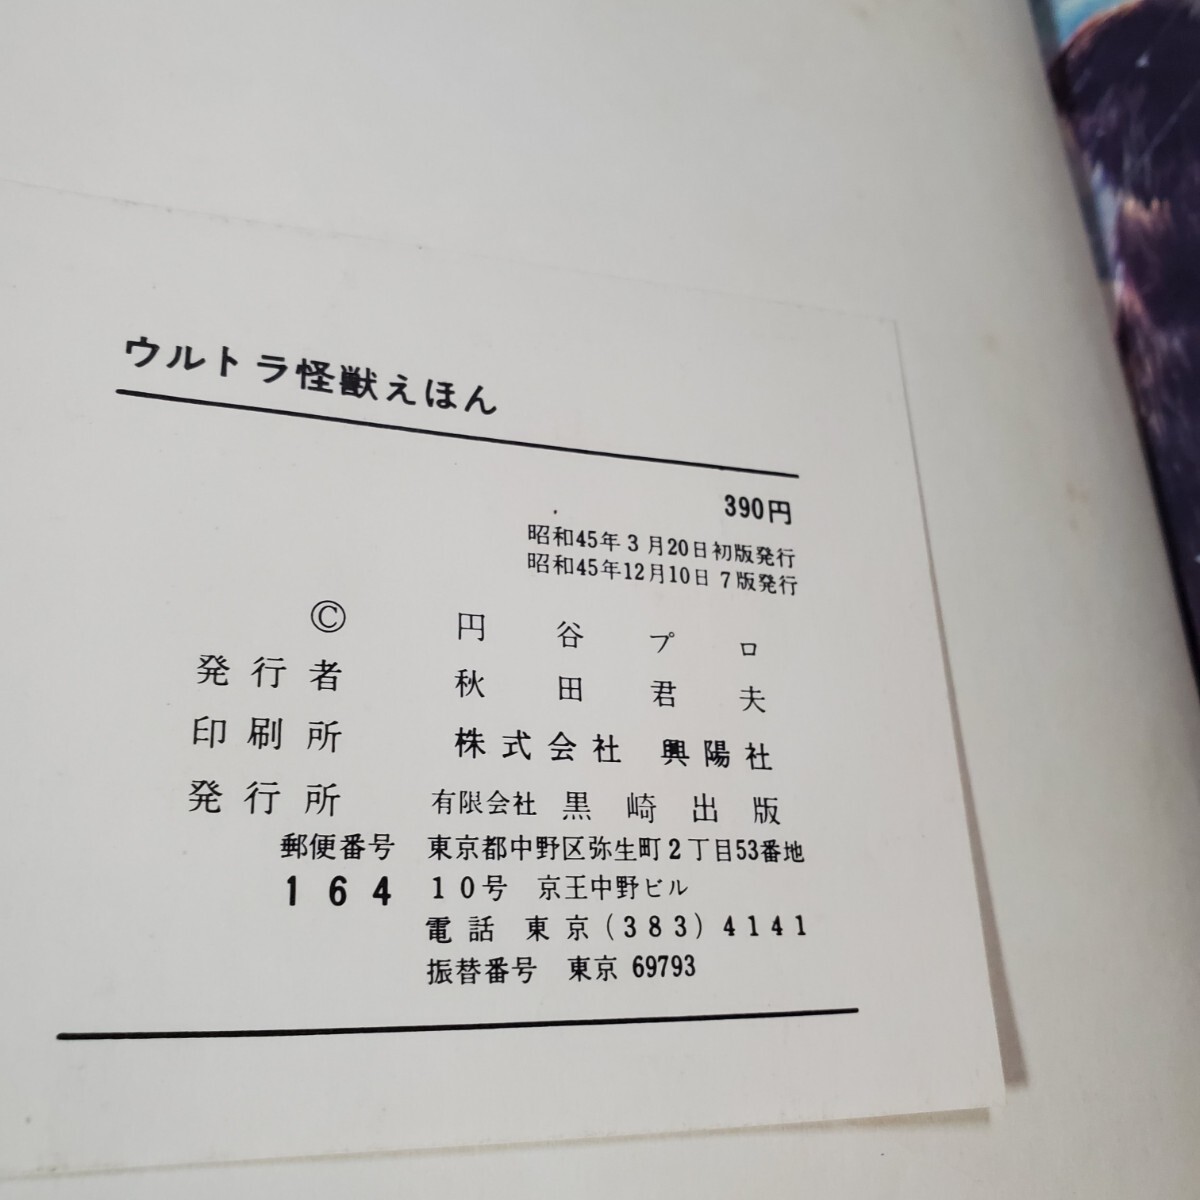 ウルトラ怪獣えほん
390円
昭和45年3月20日初版発行
昭和45年12月10日7版発行
Ⓒ 円谷プロ
発行者 秋田君夫
印刷所 株式会社 興陽社
発行所 有限会社 黒崎出版
郵便番号 東京都中野区弥生町2丁目53番地
164 10号 京王中野ビル
電話 東京(383)4141
振替番号 東京 69793